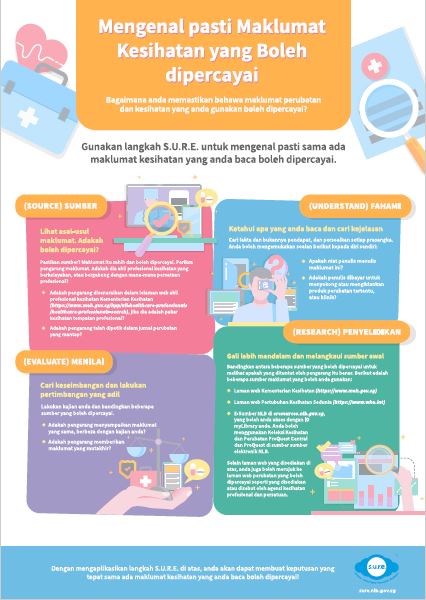 Mengenal pasti Maklumat
Kesihatan yang Boleh
dipercayai
Bagaimana anda memastikan bahawa maklumat perubatan
dan kesihatan yang anda gunakan boleh dipercayai?
Gunakan langkah S.U.R.E. untuk mengenal pasti sama ada
maklumat kesihatan yang anda baca boleh dipercayai.
(SOURCE) SUMBER
Lihat asal-usul
maklumat. Adakah
boleh dipercayai?
Pastikan sumber? Maklumat itu sahih dan boleh dipercayai. Periksa
pengarang maklumat. Adakah dia ahli profesional kesihatan yang
berkelayakan, atau bergabung dengan mana-mana persatuan
profesional?
Adakah pengarang disenaraikan dalam laman web ahli
profesional kesihatan Kementerian Kesihatan
(https://www.moh.gov.sg/hpp/all-healthcare-professionals
/healthcare-professionals-search), jika dia adalah pakar
kesihatan tempatan profesional?
Adakah pengarang telah dipetik dalam jurnal perubatan
yang mantap?
(UNDERSTAND) FAHAMI
Ketahui apa yang anda baca dan cari kejelasan
Cari fakta dan bukannya pendapat, dan persoalkan setiap prasangka.
Anda boleh mengemukakan soalan berikut kepada diri sendiri:
Apakah niat penulis menulis
maklumat ini?
Adakah penulis dibayar untuk
menyokong atau mengiklankan
produk perubatan tertentu,
atau klinik?
(RESEARCH) PENYELIDIKAN
Gali lebih mendalam dan melangkaui sumber awal
Bandingkan antara beberapa sumber yang boleh dipercayai untuk
melihat apakah yang dituntut oleh pengarang itu benar. Berikut adalah
beberapa sumber maklumat yang boleh anda gunakan:
Laman web Kementerian Kesihatan (https://www.moh.gov.sg)
Laman web Pertubuhan Kesihatan Sedunia (https://www.who.int)
Di Sumber NLB di eresources.nlb.gov.sg,
yang boleh anda akses dengan ID
myLibrary anda. Anda boleh
menggunakan Koleksi Kesihatan
dan Perubatan ProQuest Central
dan ProQuest di sumber sumber
elektronik NLB.
Selain laman web yang disediakan di
atas, anda juga boleh merujuk ke
laman web perubatan yang boleh
dipercayai seperti yang disediakan
atau disebut oleh agensi kesihatan
profesional dan persatuan.
(EVALUATE) MENILAI
Cari keseimbangan dan lakukan
pertimbangan yang adil
Lakukan kajian anda dan bandingkan beberapa
sumber yang boleh dipercayai.
Adakah pengarang menyampaikan maklumat
yang sama, berbeza dengan kajian anda?
Adakah pengarang memberikan
maklumat yang mutakhir?
Dengan mengaplikasikan langkah S.U.R.E. di atas, anda akan dapat membuat keputusan yang
tepat sama ada maklumat kesihatan yang anda baca boleh dipercayai!
s.u.r.e.
sure.nlb.gov.sg